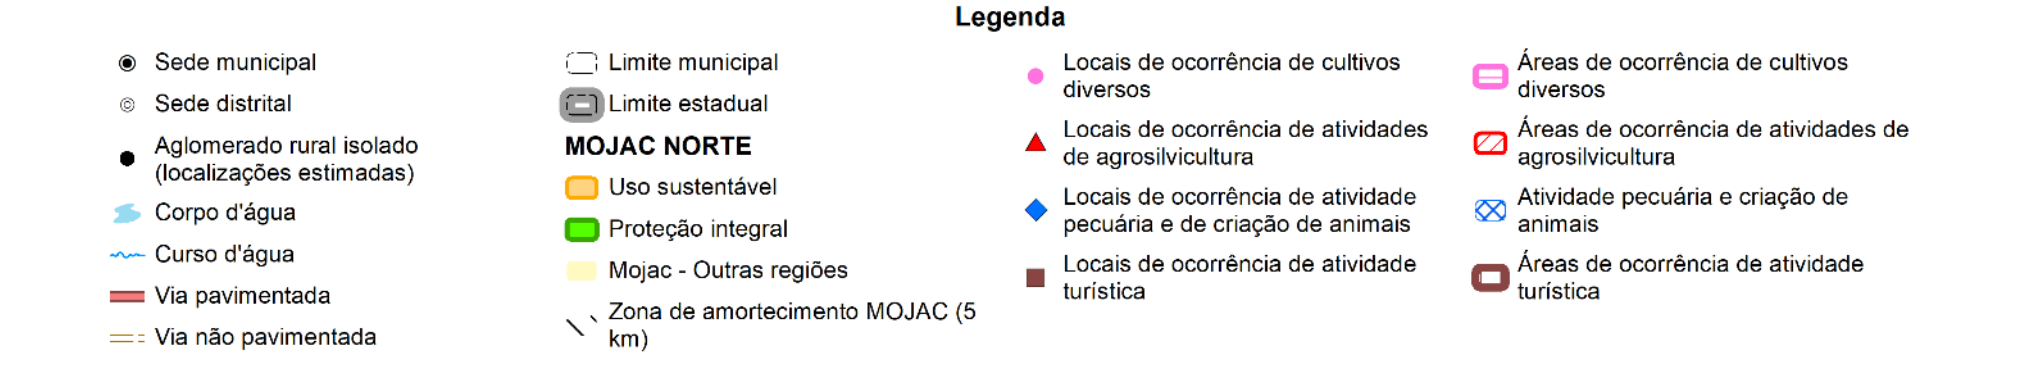 Legenda
Sede municipal
Sede distrital
Aglomerado rural isolado
(localizações estimadas)
Corpo d'água
Curso d'água
Via pavimentada
Via não pavimentada
Limite municipal
Limite estadual
MOJAC NORTE
Uso sustentável
Proteção integral
Mojac - Outras regiões
Zona de amortecimento MOJAC (5
km)
Locais de ocorrência de cultivos
diversos
Locais de ocorrência de atividades
de agrosilvicultura
Locais de ocorrência de atividade
pecuária e de criação de animais
Locais de ocorrência de atividade
turística
Áreas de ocorrência de cultivos
diversos
Áreas de ocorrência de atividades de
agrosilvicultura
Atividade pecuária e criação de
animais
Áreas de ocorrência de atividade
turística